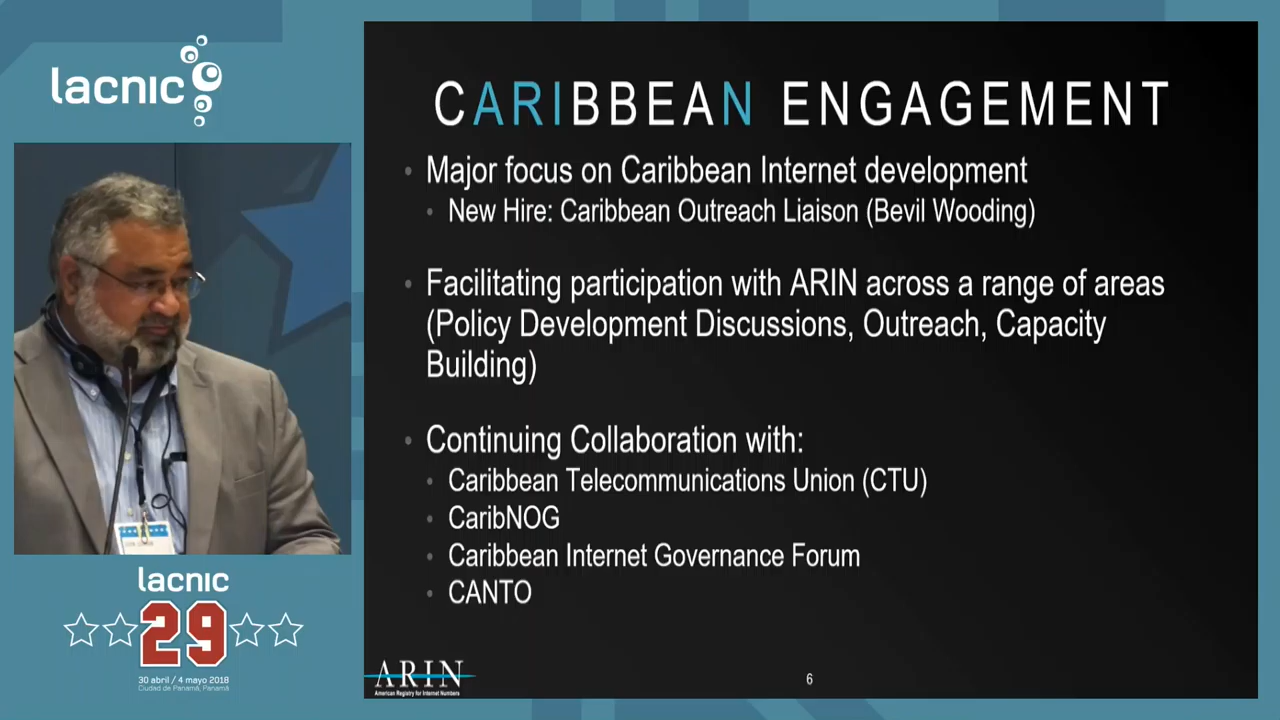 lacnic
CARIBBEAN ENGAGEMENT
• Major focus on Caribbean Internet development
• New Hire: Caribbean Outreach Liaison (Bevil Wooding)
• Facilitating participation with ARIN across a range of areas
(Policy Development Discussions, Outreach, Capacity
Building)
• Continuing Collaboration with:
• Caribbean Telecommunications Union (CTU)
• CaribNOG
• Caribbean Internet Governance Forum
• CANTO
ARIN
American Registry for Internet Numbers
6
lacnic
29
30 abril / 4 mayo 2018
Ciudad de Panamá, Panamá